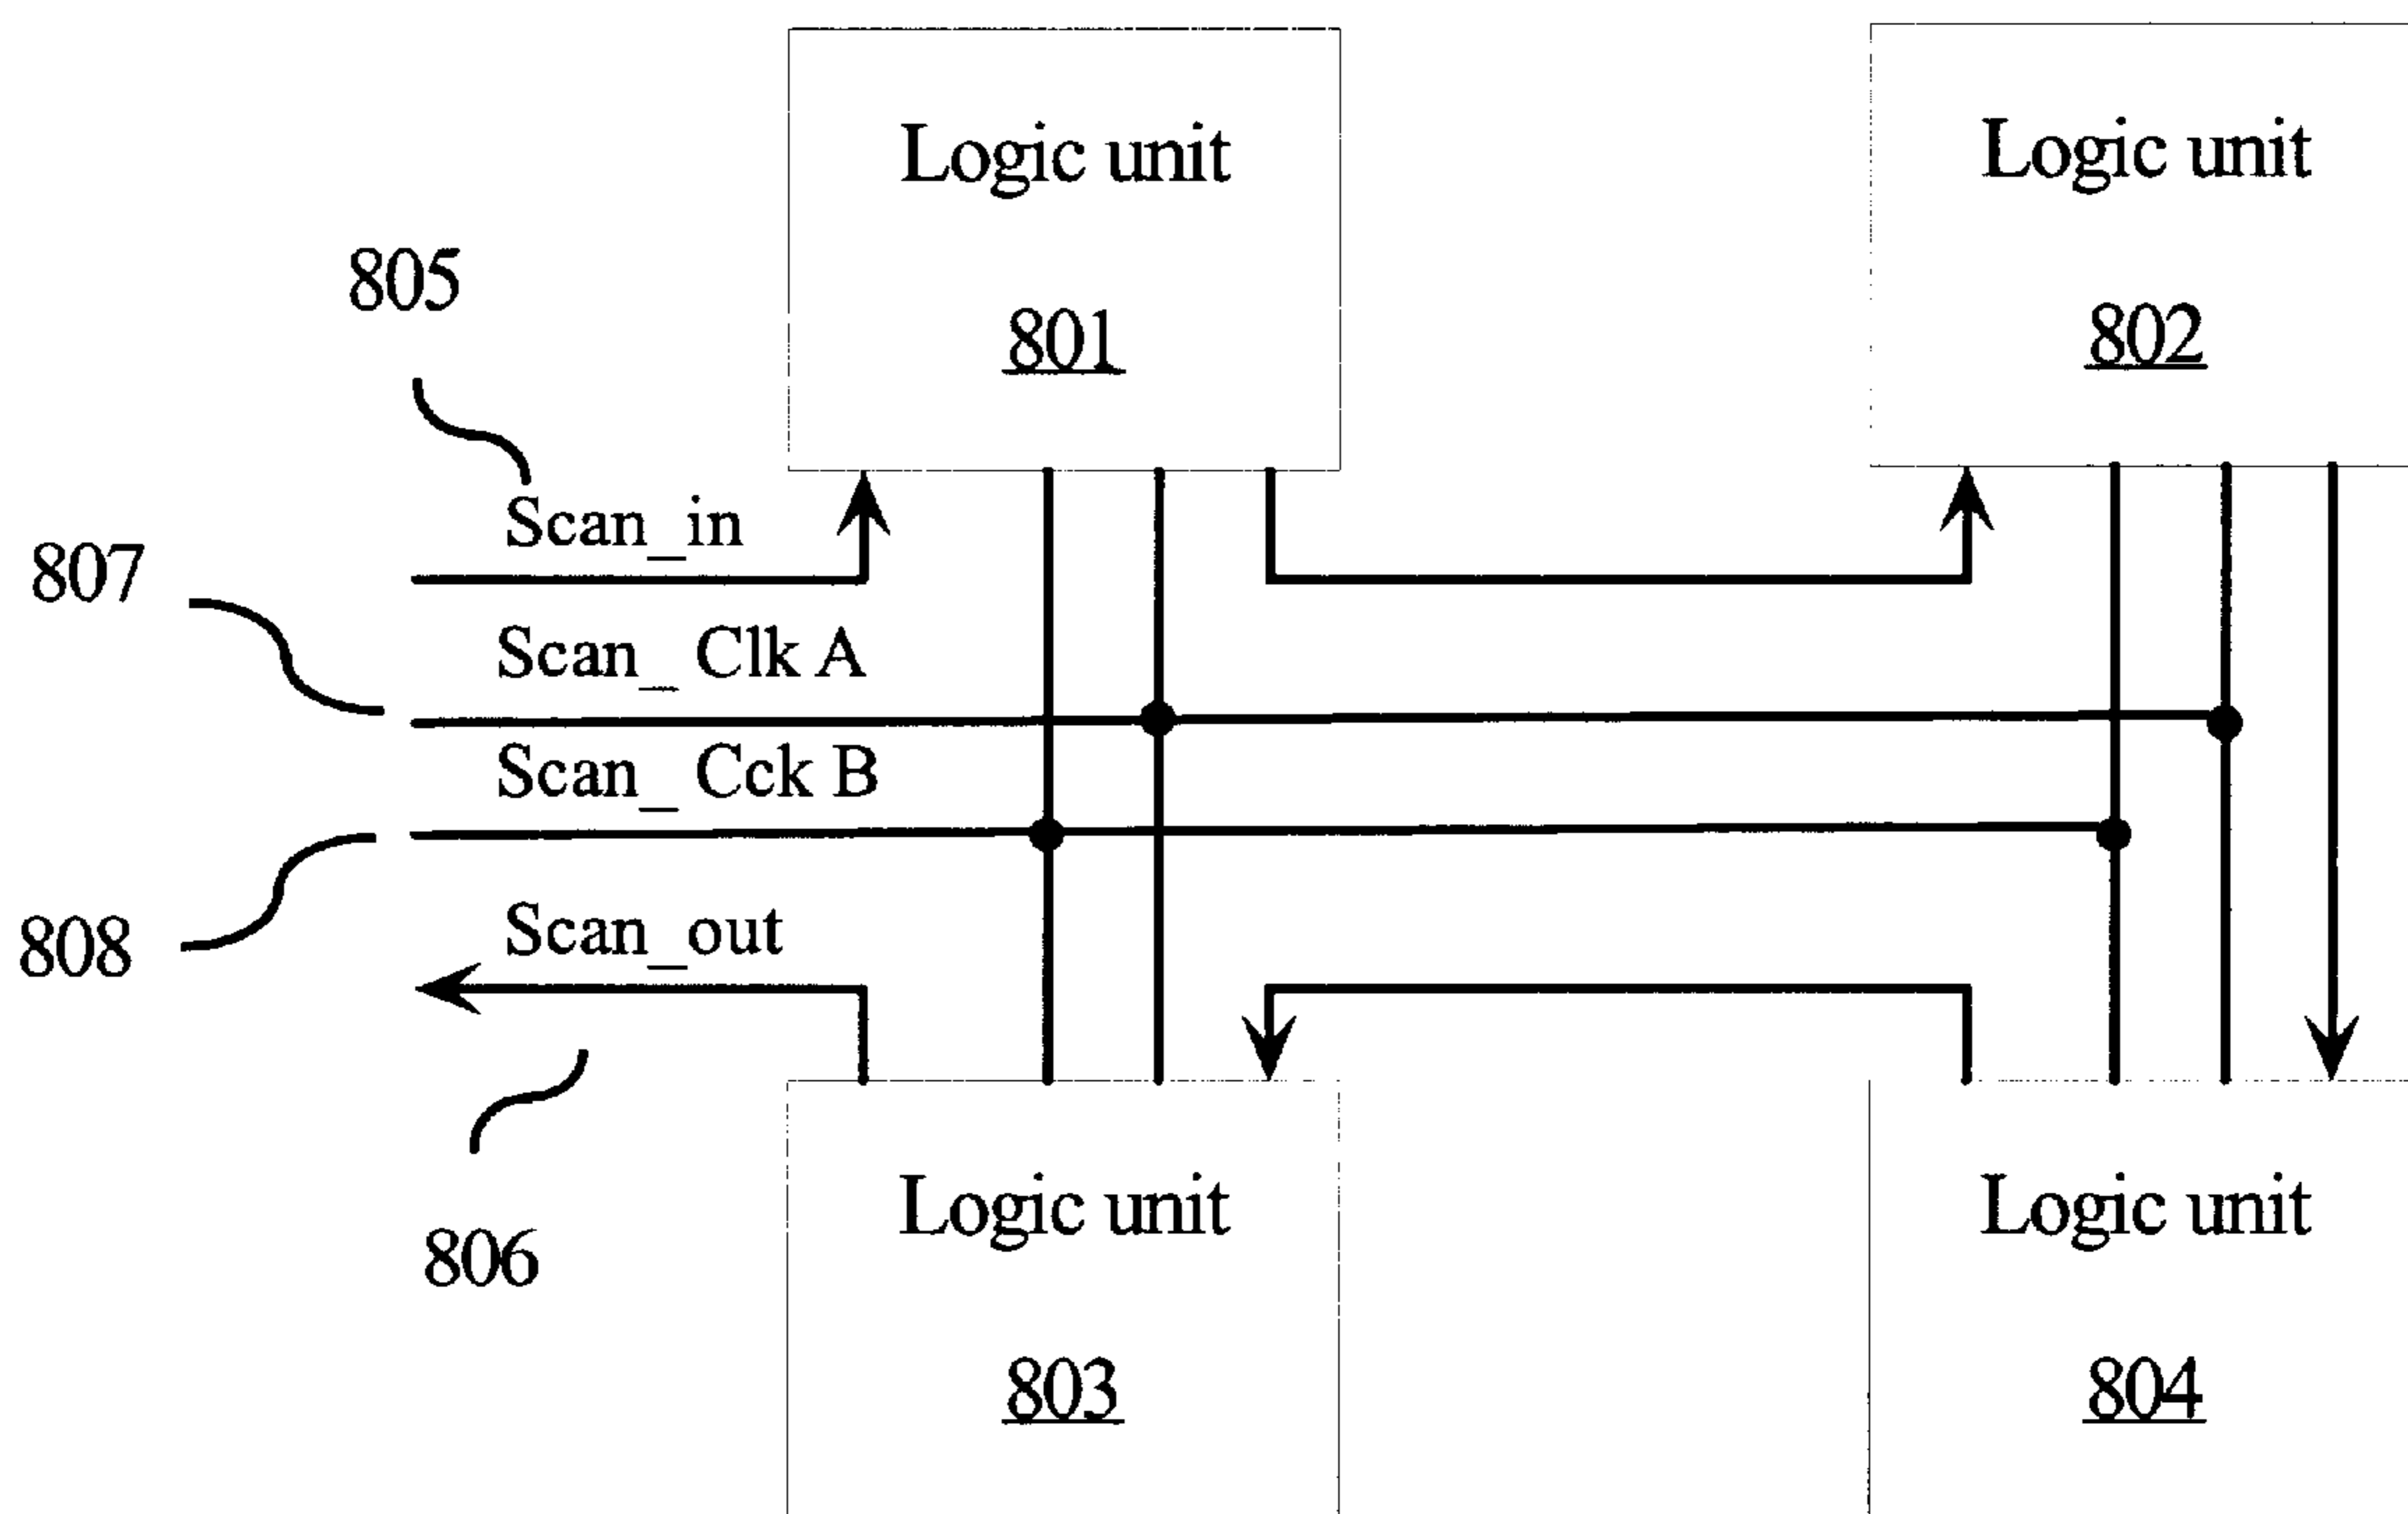 Logic unit
801
Logic unit
802
805
Scan_in
807
Scan_ Clk A
Scan_ Cck B
808
Scan_out
806
Logic unit
803
Logic unit
804